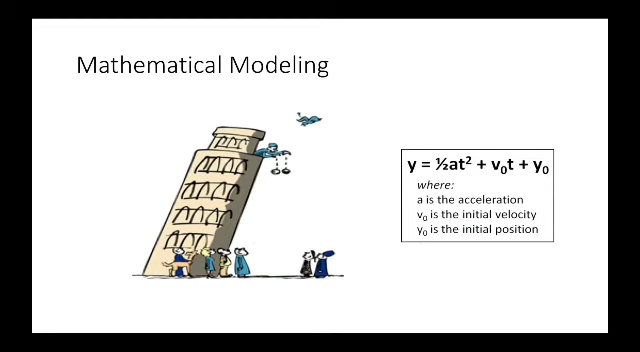 Mathematical Modeling
y = ½at² + v₀t + y₀
where:
a is the acceleration
v₀ is the initial velocity
y₀ is the initial position